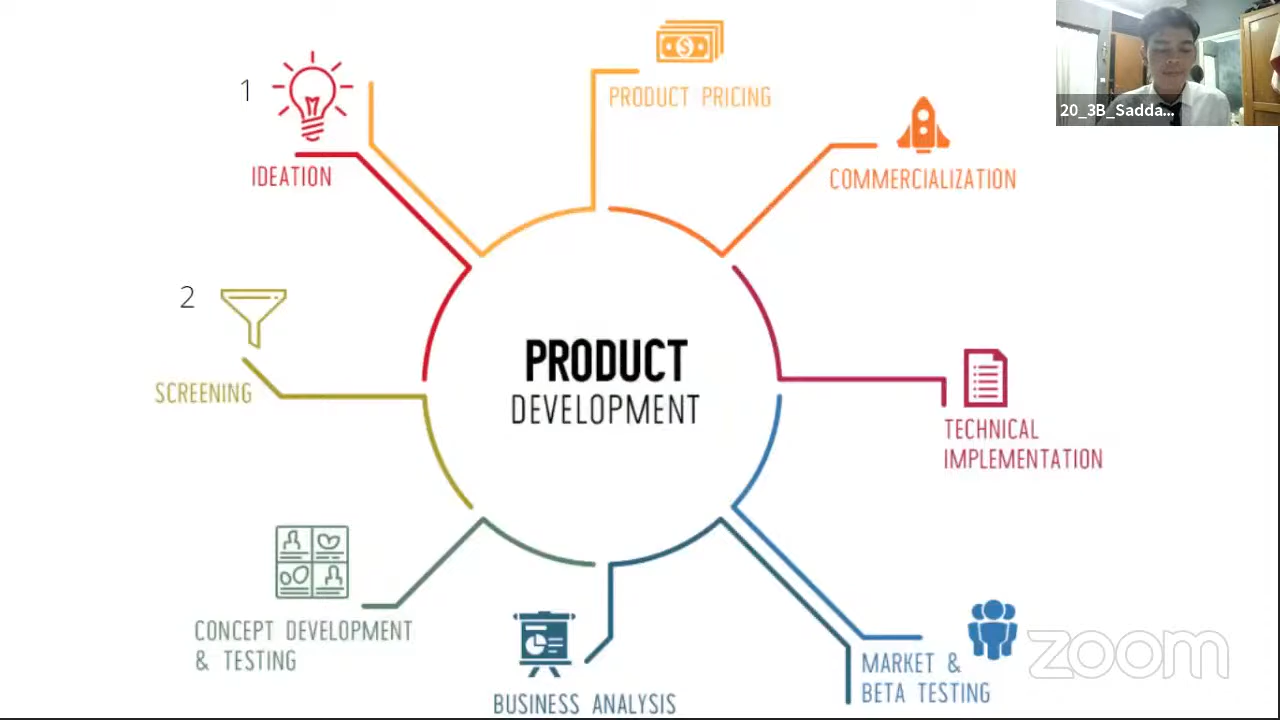 1
IDEATION
PRODUCT PRICING
$
COMMERCIALIZATION
20_3B_Sadda...
2
SCREENING
PRODUCT
DEVELOPMENT
TECHNICAL
IMPLEMENTATION
CONCEPT DEVELOPMENT
& TESTING
BUSINESS ANALYSIS
MARKET &
BETA TESTING
zoom